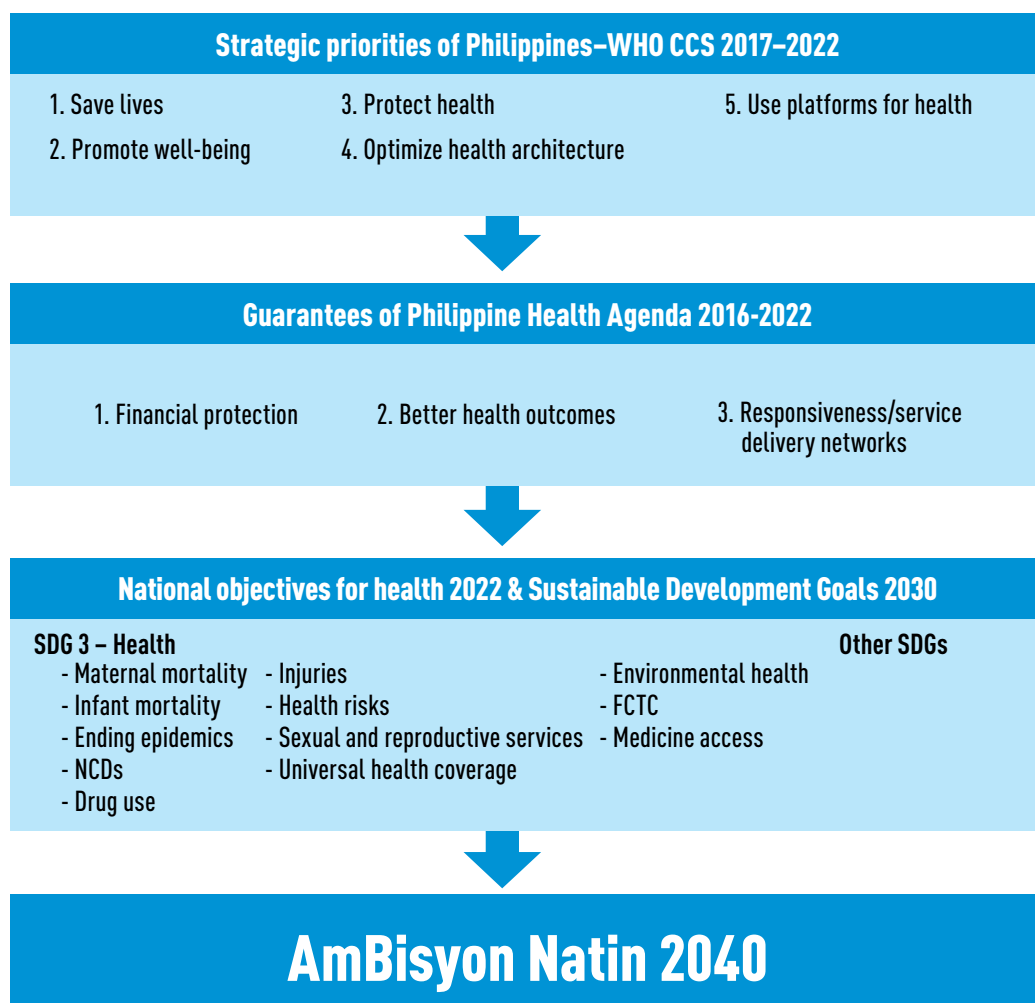 Strategic priorities of Philippines–WHO CCS 2017–2022
1. Save lives
2. Promote well-being
3. Protect health
4. Optimize health architecture
5. Use platforms for health
Guarantees of Philippine Health Agenda 2016-2022
1. Financial protection
2. Better health outcomes
3. Responsiveness/service
delivery networks
National objectives for health 2022 & Sustainable Development Goals 2030
SDG 3 – Health
- Maternal mortality
- Infant mortality
- Ending epidemics
- NCDs
- Drug use
- Injuries
- Health risks
- Sexual and reproductive services
- Universal health coverage
- Environmental health
- FCTC
- Medicine access
Other SDGs
AmBisyon Natin 2040